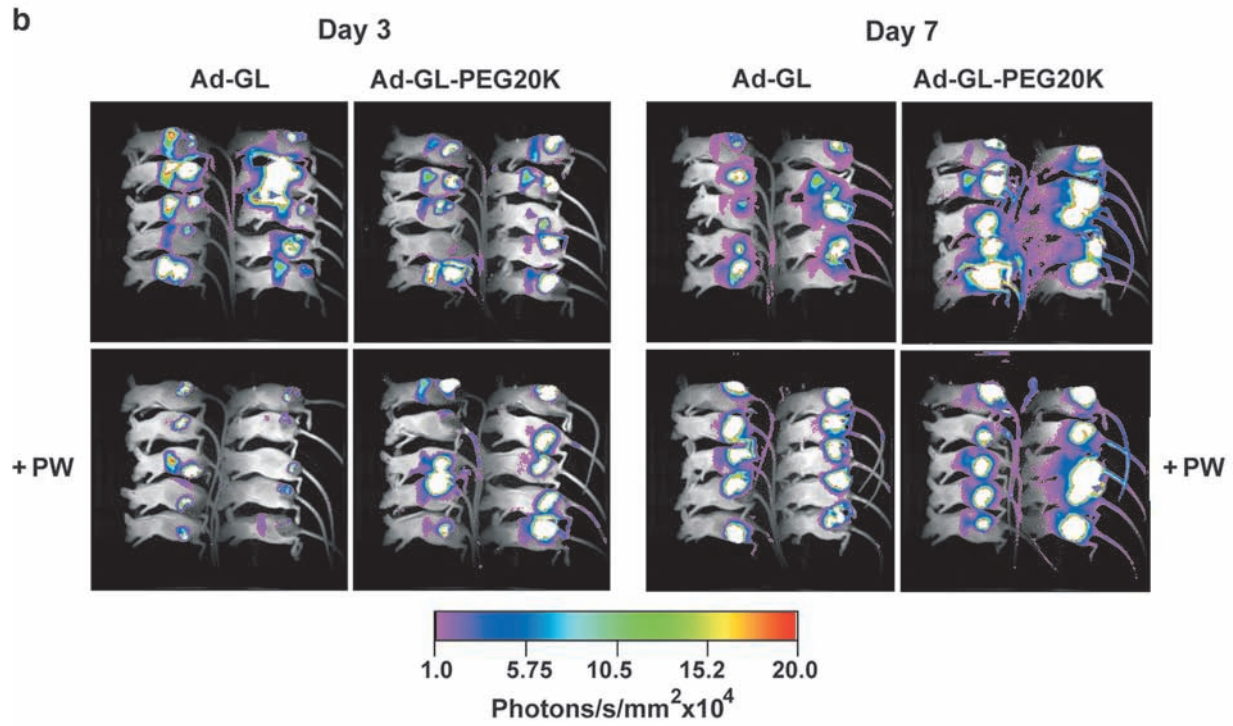 b
Day 3
Day 7
Ad-GL
Ad-GL-PEG20K
Ad-GL
Ad-GL-PEG20K
+ PW
+ PW
1.0
5.75
10.5
15.2
20.0
Photons/s/mm²x10⁴